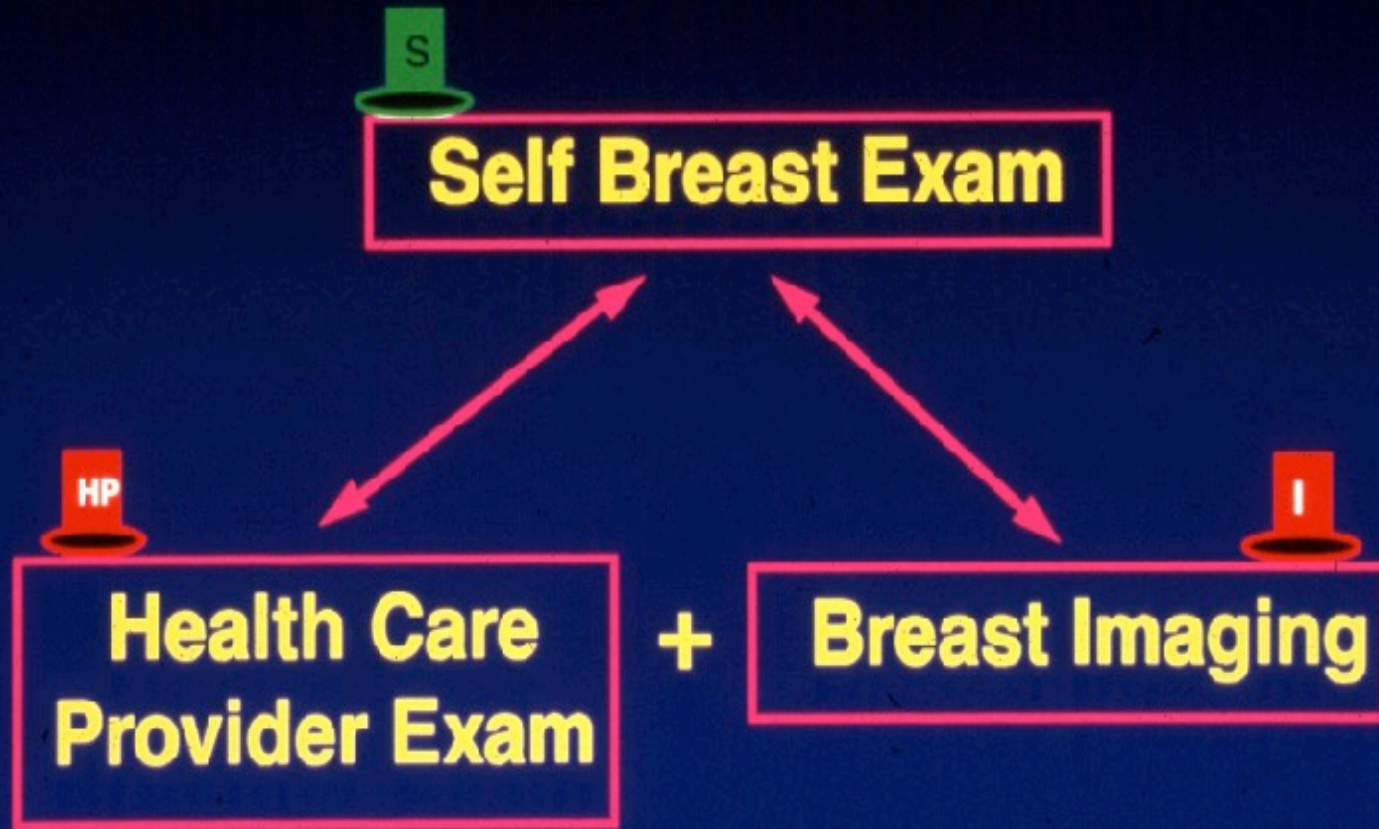 S
Self Breast Exam
HP
I
Health Care
Provider Exam
+
Breast Imaging